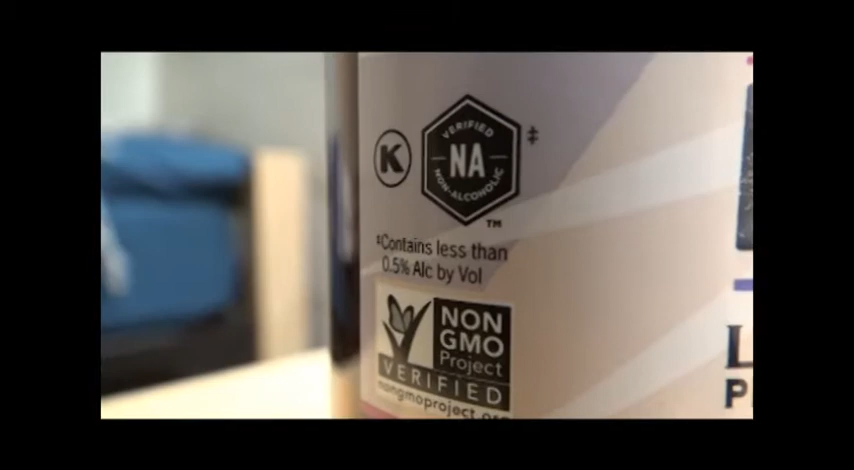 K
VERIFIED
NA
NON-ALCOHOLIC
‡
TM
‡Contains less than
0.5% Alc by Vol
NON
GMO
Project
VERIFIED
nongmoproject.org
L
P